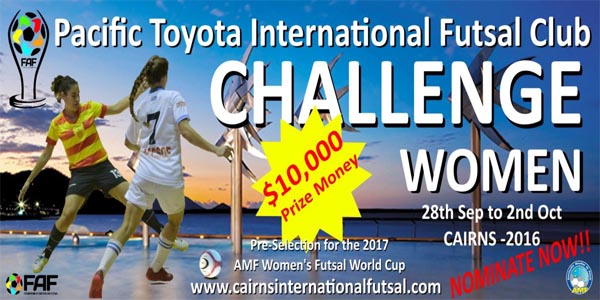 FAF
Pacific Toyota International Futsal Club
CHALLENGE
WOMEN
7
$10,000
Prize Money
28th Sep to 2nd Oct
CAIRNS -2016
Pre-Selection for the 2017
AMF Women's Futsal World Cup
NOMINATE NOW!!
www.cairnsinternationalfutsal.com
FAF
AMF